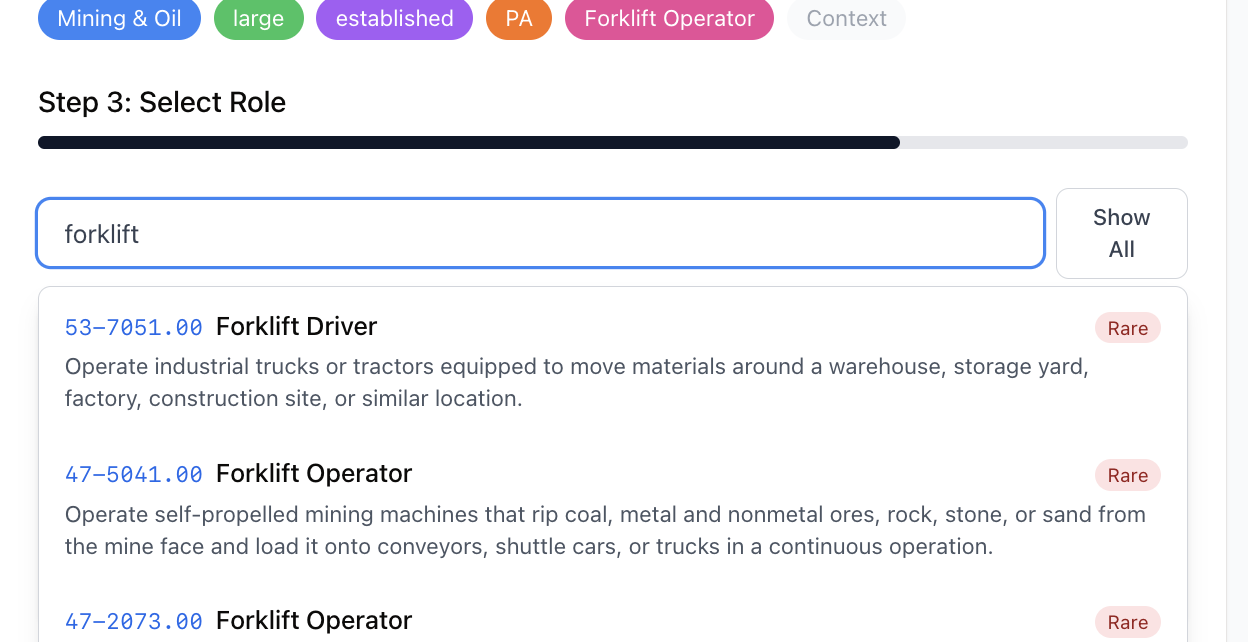 Mining & Oil large established PA Forklift Operator Context
Step 3: Select Role
forklift
Show
All
53-7051.00 Forklift Driver Rare
Operate industrial trucks or tractors equipped to move materials around a warehouse, storage yard,
factory, construction site, or similar location.
47-5041.00 Forklift Operator Rare
Operate self-propelled mining machines that rip coal, metal and nonmetal ores, rock, stone, or sand from
the mine face and load it onto conveyors, shuttle cars, or trucks in a continuous operation.
47-2073.00 Forklift Operator Rare